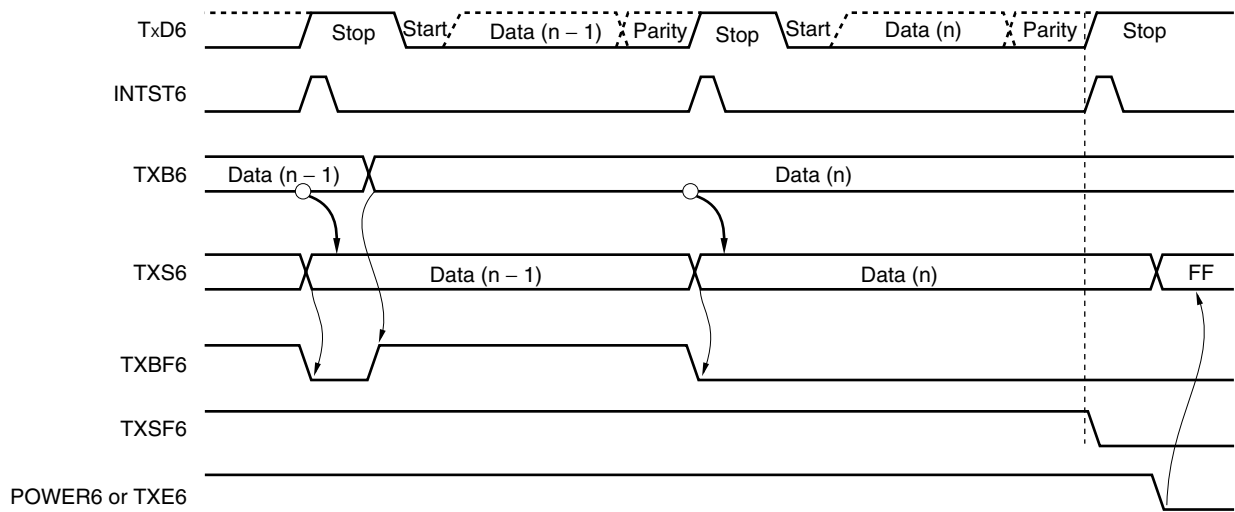 TxD6 Stop Start Data (n − 1) Parity Stop Start Data (n) Parity Stop
INTST6
TXB6 Data (n − 1) Data (n)
TXS6 Data (n − 1) Data (n) FF
TXBF6
TXSF6
POWER6 or TXE6